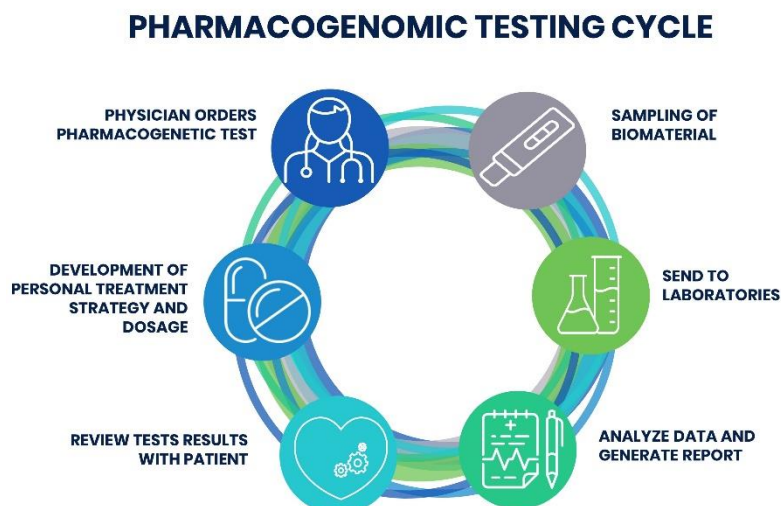 PHARMACOGENOMIC TESTING CYCLE
PHYSICIAN ORDERS
PHARMACOGENETIC TEST
SAMPLING OF
BIOMATERIAL
SEND TO
LABORATORIES
ANALYZE DATA AND
GENERATE REPORT
REVIEW TESTS RESULTS
WITH PATIENT
DEVELOPMENT OF
PERSONAL TREATMENT
STRATEGY AND
DOSAGE